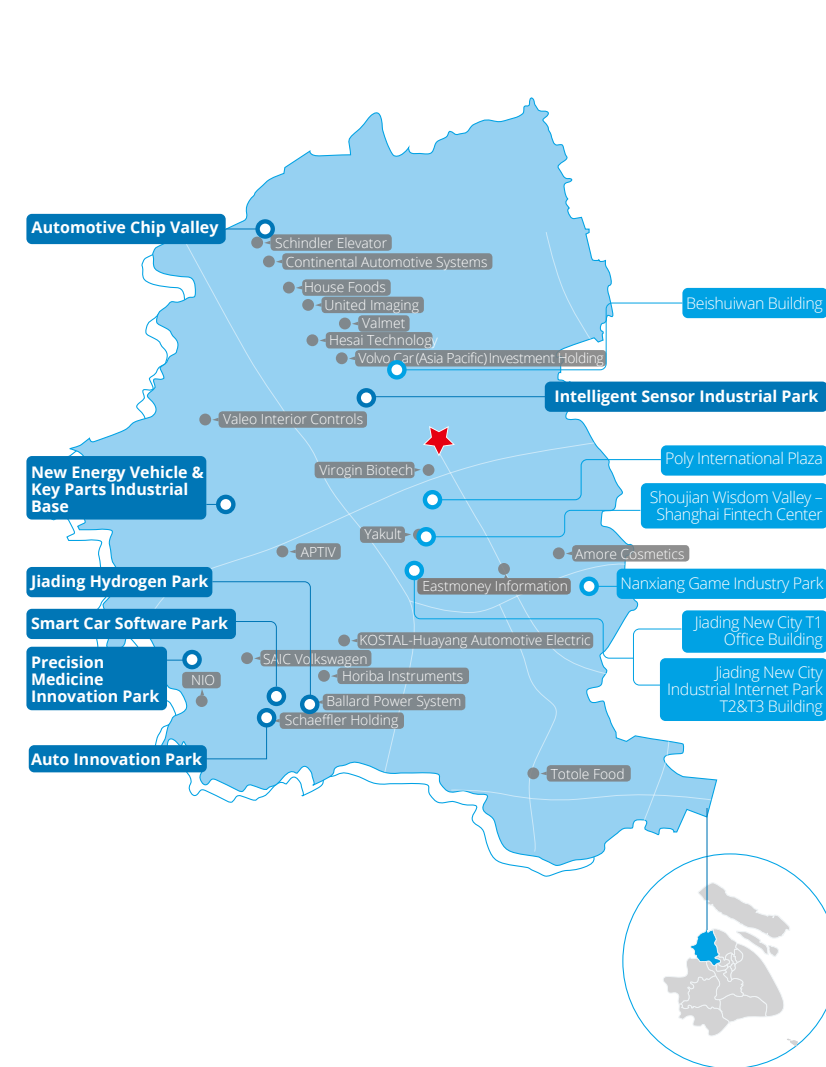 Automotive Chip Valley
Schindler Elevator
Continental Automotive Systems
House Foods
United Imaging
Beishuiwan Building
Valmet
Hesai Technology
Volvo Car (Asia Pacific) Investment Holding
Intelligent Sensor Industrial Park
Valeo Interior Controls
Poly International Plaza
Virogin Biotech
New Energy Vehicle &
Key Parts Industrial
Base
Shoujian Wisdom Valley –
Shanghai Fintech Center
Yakult
APTIV
Amore Cosmetics
Jiading Hydrogen Park
Eastmoney Information
Nanxiang Game Industry Park
Smart Car Software Park
Jiading New City T1
Office Building
KOSTAL-Huayang Automotive Electric
Precision
Medicine
Innovation Park
SAIC Volkswagen
NIO
Horiba Instruments
Jiading New City
Industrial Internet Park
T2&T3 Building
Ballard Power System
Schaeffler Holding
Auto Innovation Park
Totole Food